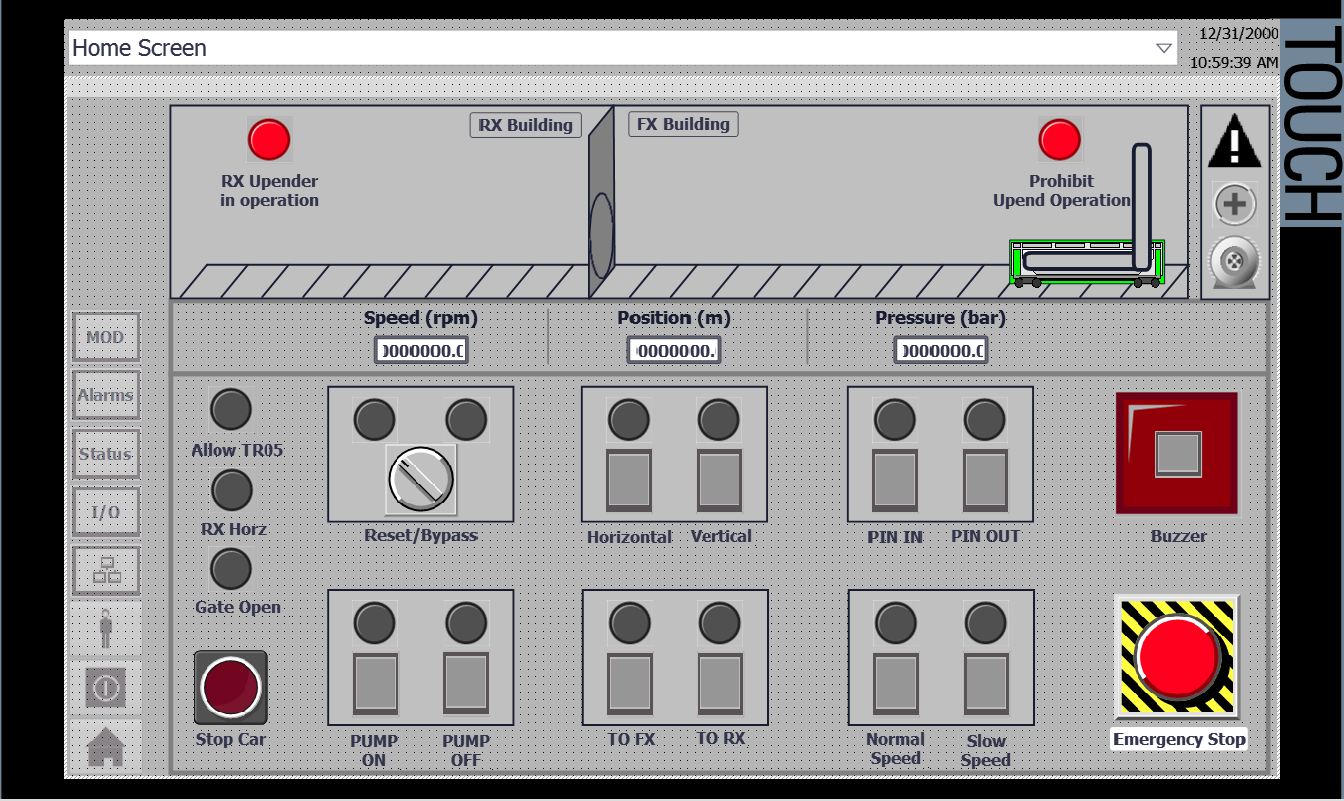 Home Screen
12/31/2000
10:59:39 AM
TOUCH
RX Building
FX Building
RX Upender
in operation
Prohibit
Upend Operation
Speed (rpm)
Position (m)
Pressure (bar)
0000000.0
0000000.
0000000.0
MOD
Alarms
Status
I/O
Allow TR05
RX Horz
Gate Open
Stop Car
Reset/Bypass
Horizontal
Vertical
PIN IN
PIN OUT
Buzzer
PUMP
ON
PUMP
OFF
TO FX
TO RX
Normal
Speed
Slow
Speed
Emergency Stop